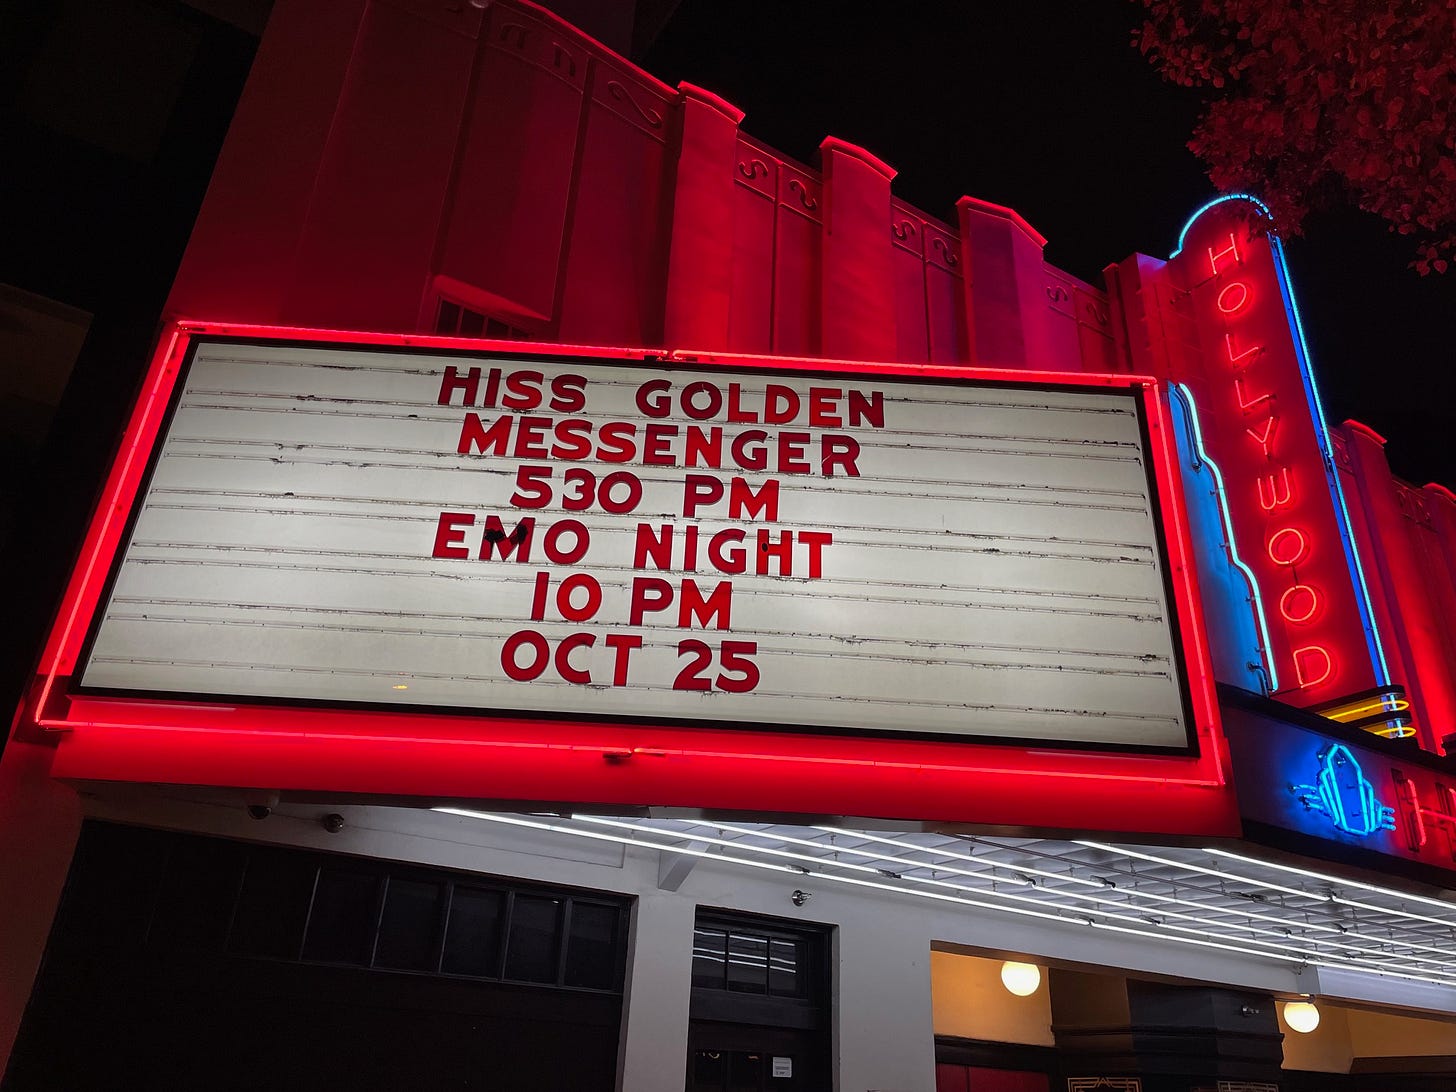 HISS GOLDEN
MESSENGER
530 PM
EMO NIGHT
10 PM
OCT 25
HOLLYWOOD